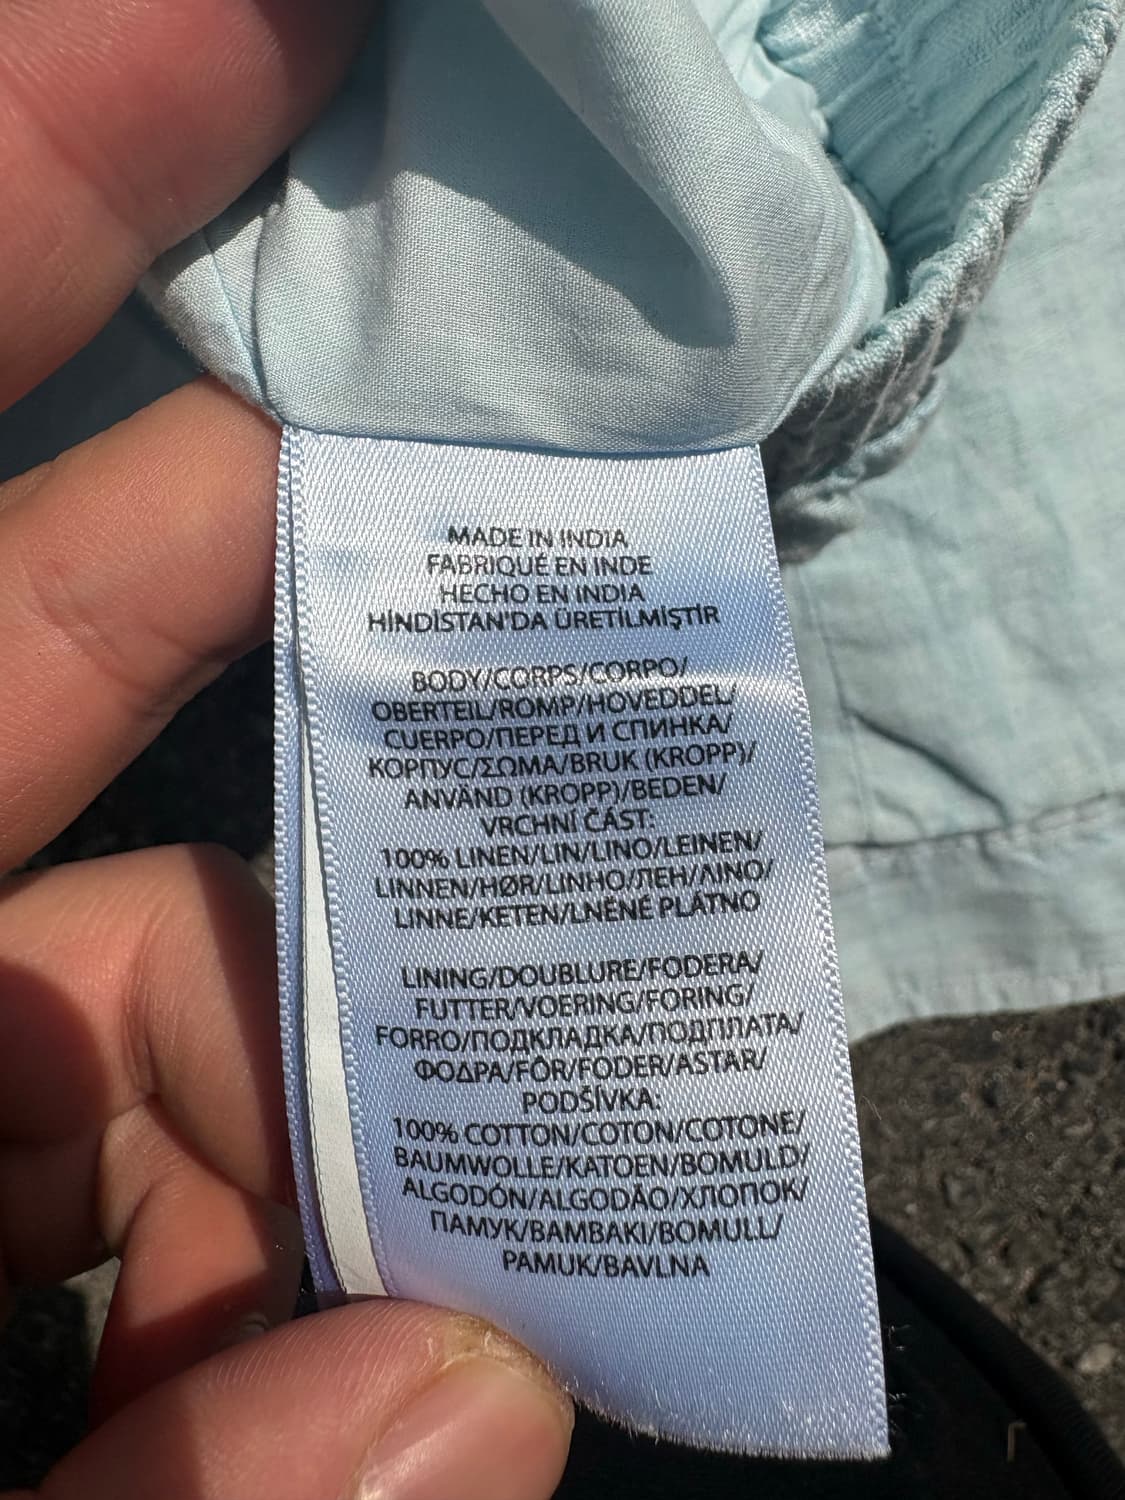 MADE IN INDIA
FABRIQUÉ EN INDE
HECHO EN INDIA
HİNDİSTAN'DA ÜRETİLMİŞTİR
BODY/CORPS/CORPO/
OBERTEIL/ROMP/HOVEDDEL/
CUERPO/ПЕРЕД И СПИНКА/
КОРПУС/ΣΩΜΑ/BRUK (KROPP)/
ANVÄND (KROPP)/BEDEN/
VRCHNÍ ČÁST:
100% LINEN/LIN/LINO/LEINEN/
LINNEN/HØR/LINHO/ЛЕН/ΛΙΝΟ/
LINNE/KETEN/LNĚNÉ PLÁTNO
LINING/DOUBLURE/FODERA/
FUTTER/VOERING/FORING/
FORRO/ПОДКЛАДКА/ПОДПЛАТА/
ΦΟΔΡΑ/FÔR/FODER/ASTAR/
PODŠÍVKA:
100% COTTON/COTON/COTONE/
BAUMWOLLE/KATOEN/BOMULD/
ALGODÓN/ALGODÃO/ХЛОПОК/
ПАМУК/ΒΑΜΒΑΚΙ/BOMULL/
PAMUK/BAVLNA